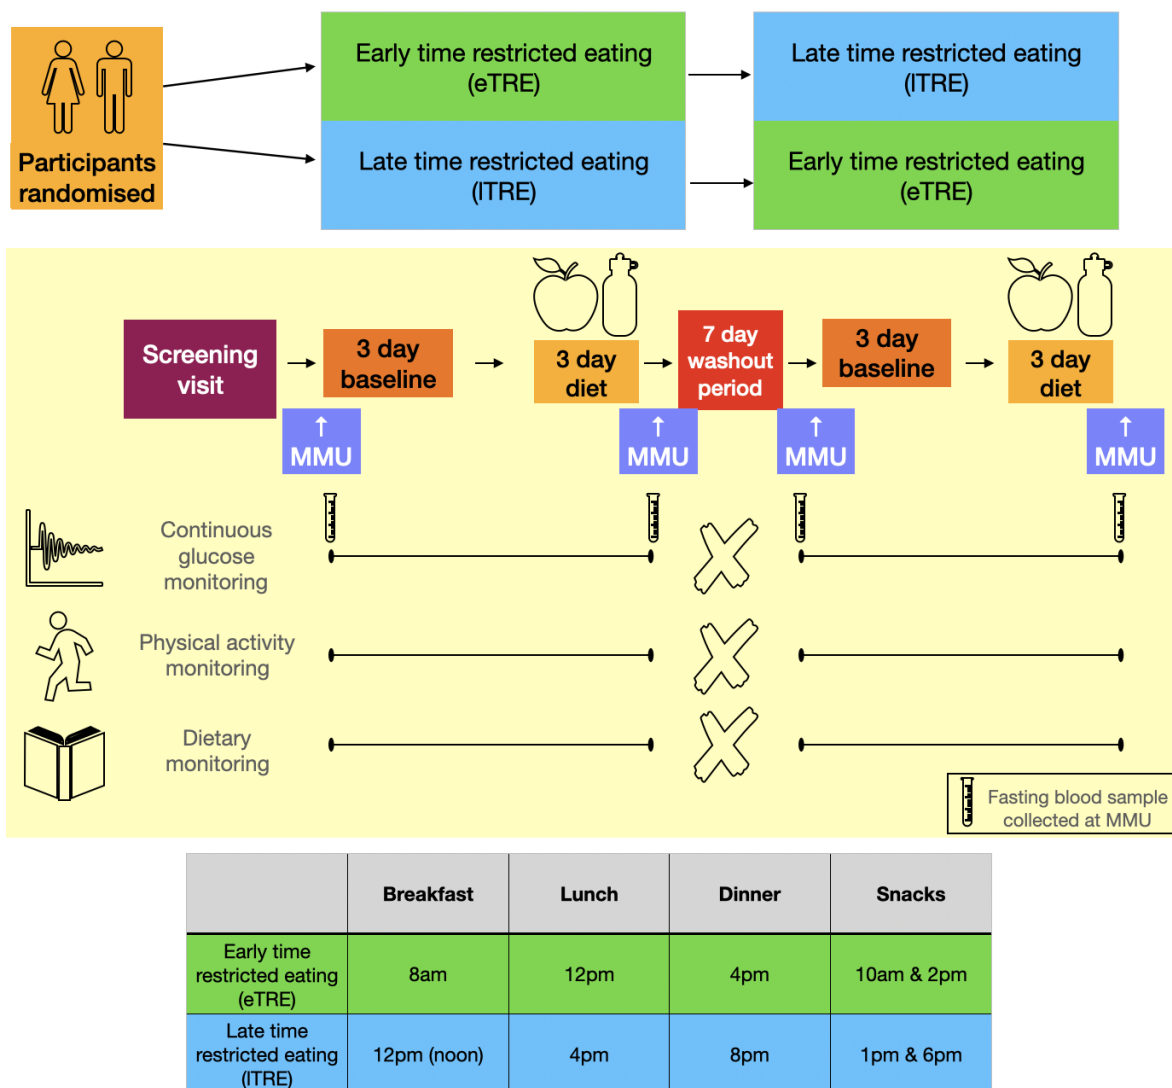 Participants
randomised
Early time restricted eating
(eTRE)
Late time restricted eating
(lTRE)
Late time restricted eating
(lTRE)
Early time restricted eating
(eTRE)
Screening
visit
3 day
baseline
3 day
diet
7 day
washout
period
3 day
baseline
3 day
diet
↑
MMU
↑
MMU
↑
MMU
↑
MMU
Continuous
glucose
monitoring
Physical activity
monitoring
Dietary
monitoring
Fasting blood sample
collected at MMU
Breakfast Lunch Dinner Snacks
Early time
restricted eating
(eTRE)
8am 12pm 4pm 10am & 2pm
Late time
restricted eating
(lTRE)
12pm (noon) 4pm 8pm 1pm & 6pm